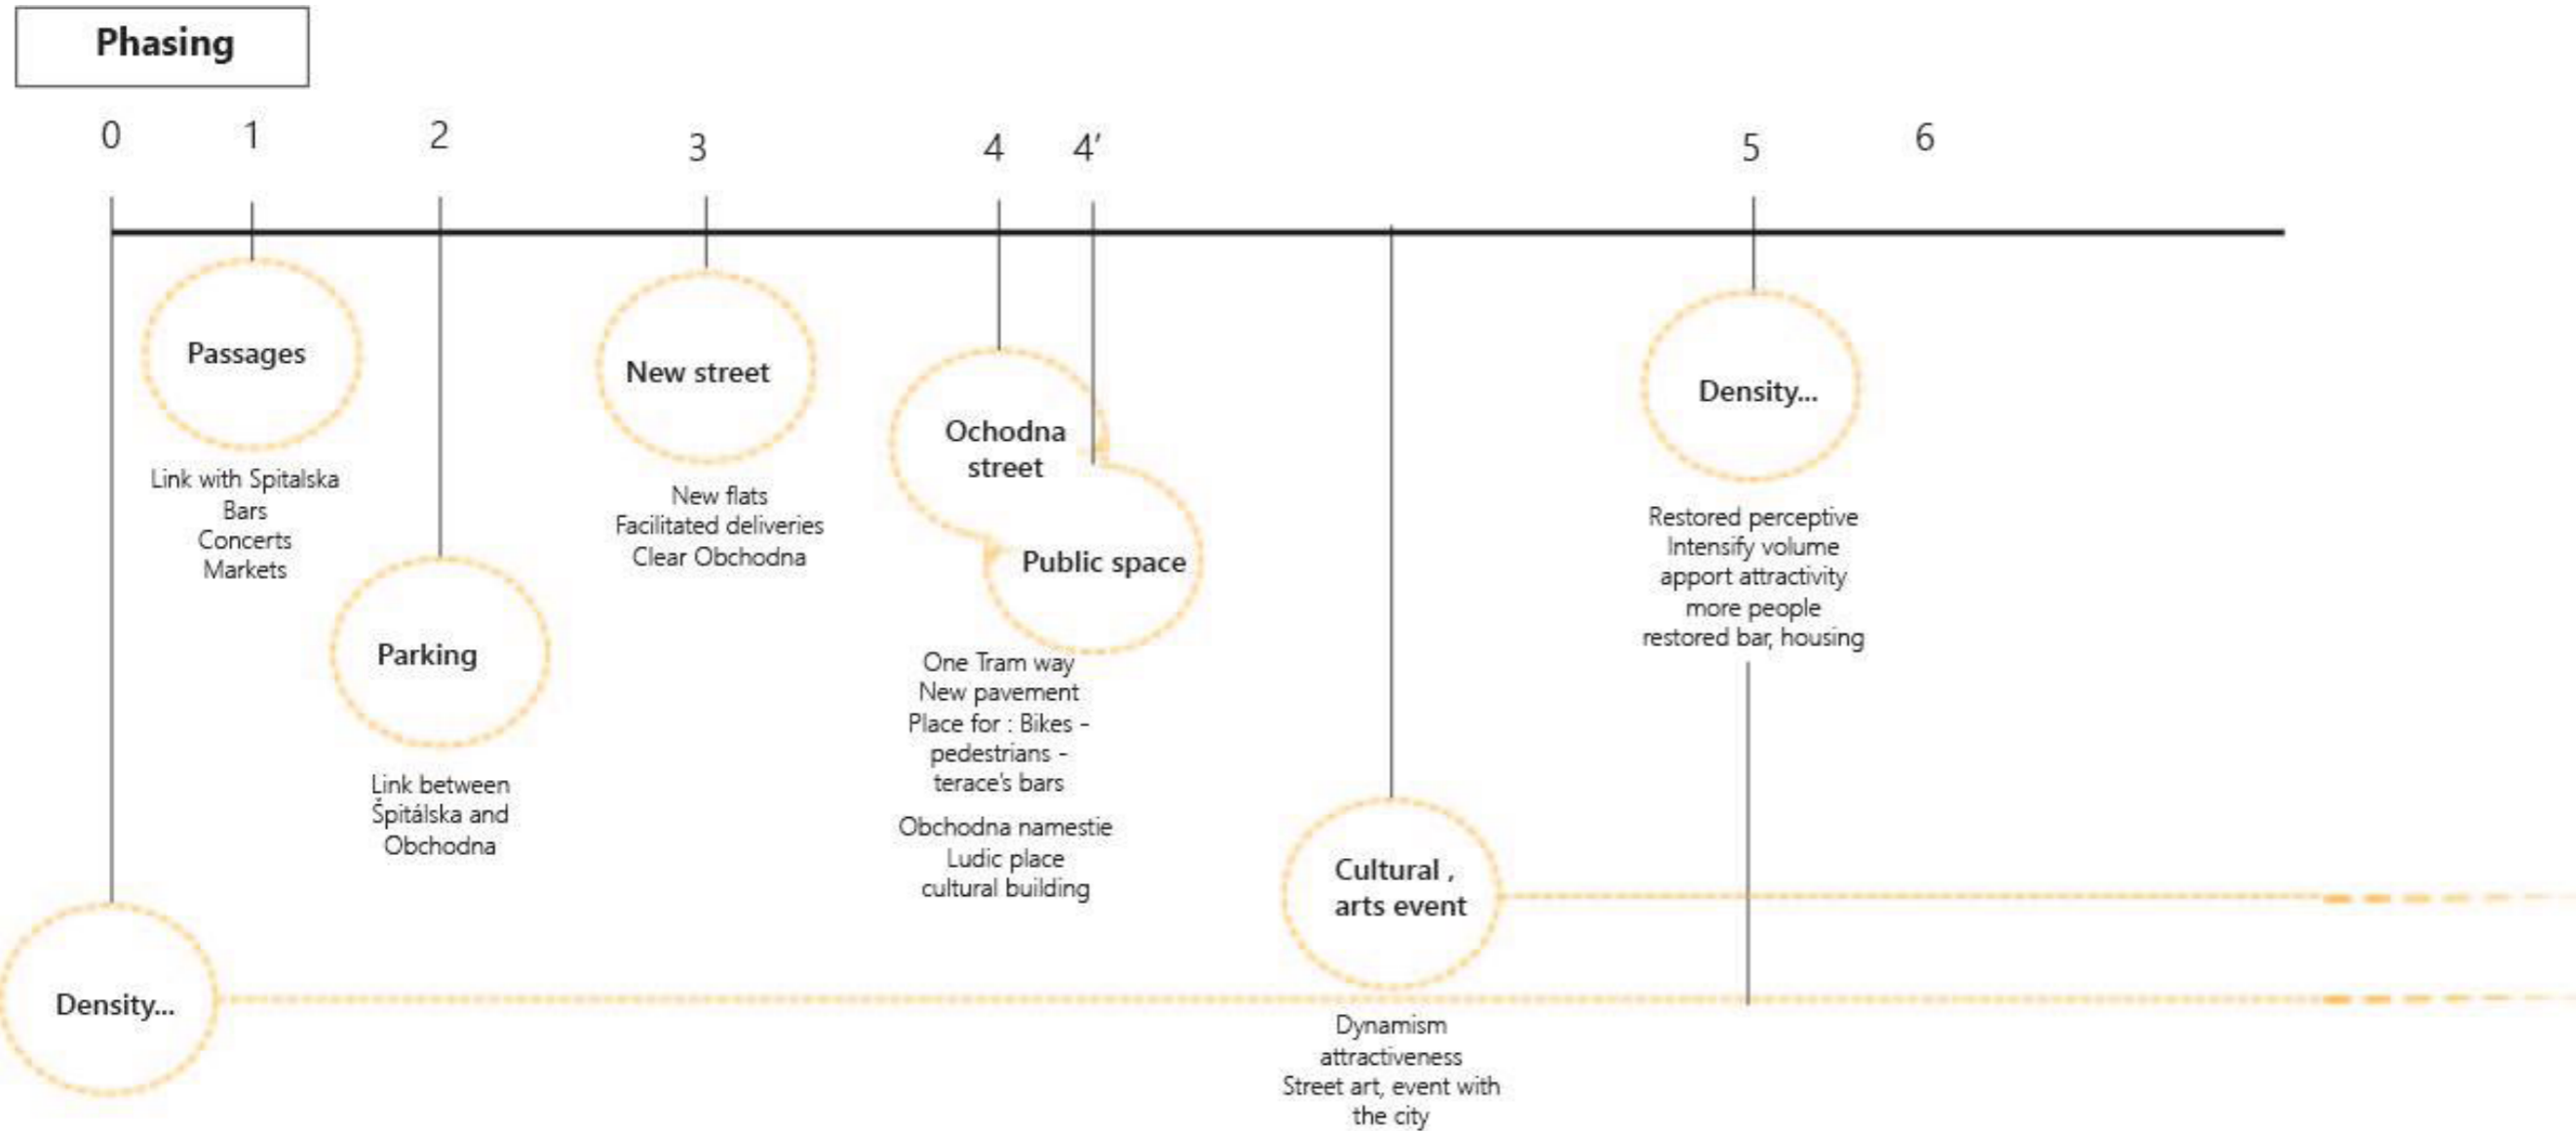 Phasing
0
1
2
3
4
4'
5
6
Passages
Link with Spitalska
Bars
Concerts
Markets
Parking
Link between
Špitálska and
Obchodna
New street
New flats
Facilitated deliveries
Clear Obchodna
Ochodna
street
Public space
One Tram way
New pavement
Place for : Bikes -
pedestrians -
terace's bars
Obchodna namestie
Ludic place
cultural building
Cultural ,
arts event
Dynamism
attractiveness
Street art, event with
the city
Density...
Restored perceptive
Intensify volume
apport attractivity
more people
restored bar, housing
Density...